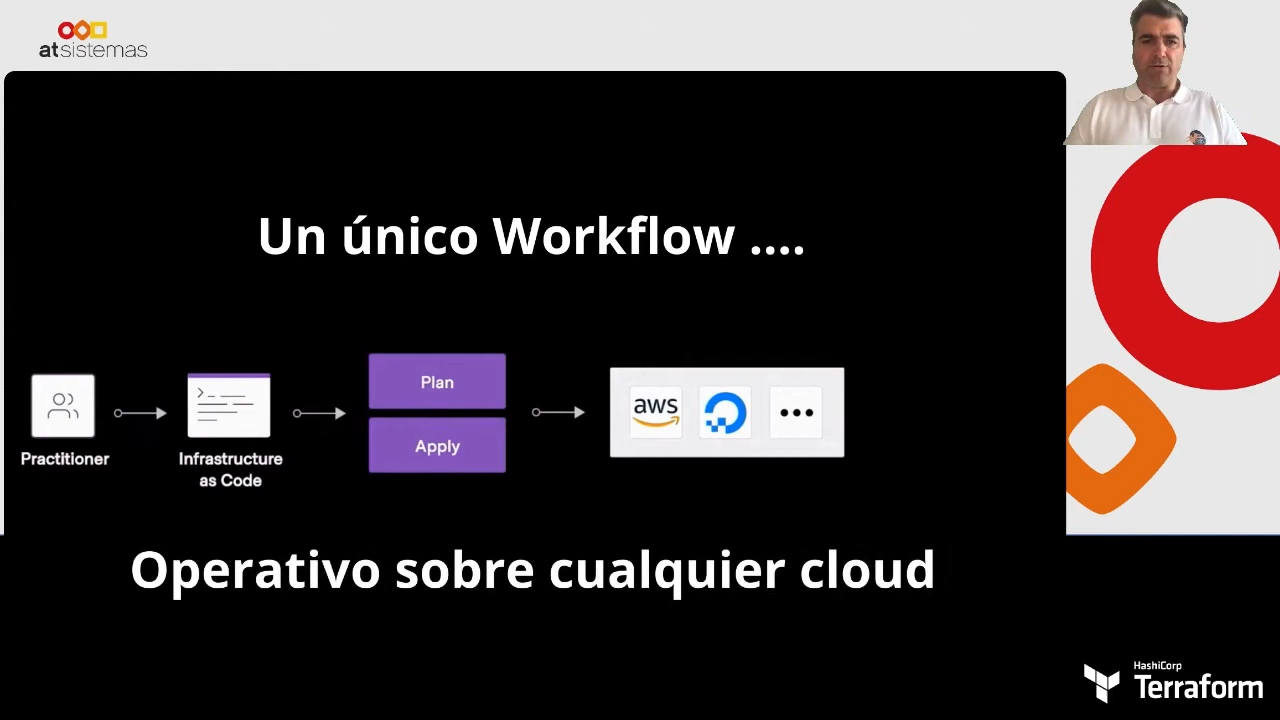 atsistemas
Un único Workflow ....
Practitioner
Infrastructure
as Code
Plan
Apply
aws
Operativo sobre cualquier cloud
HashiCorp
Terraform